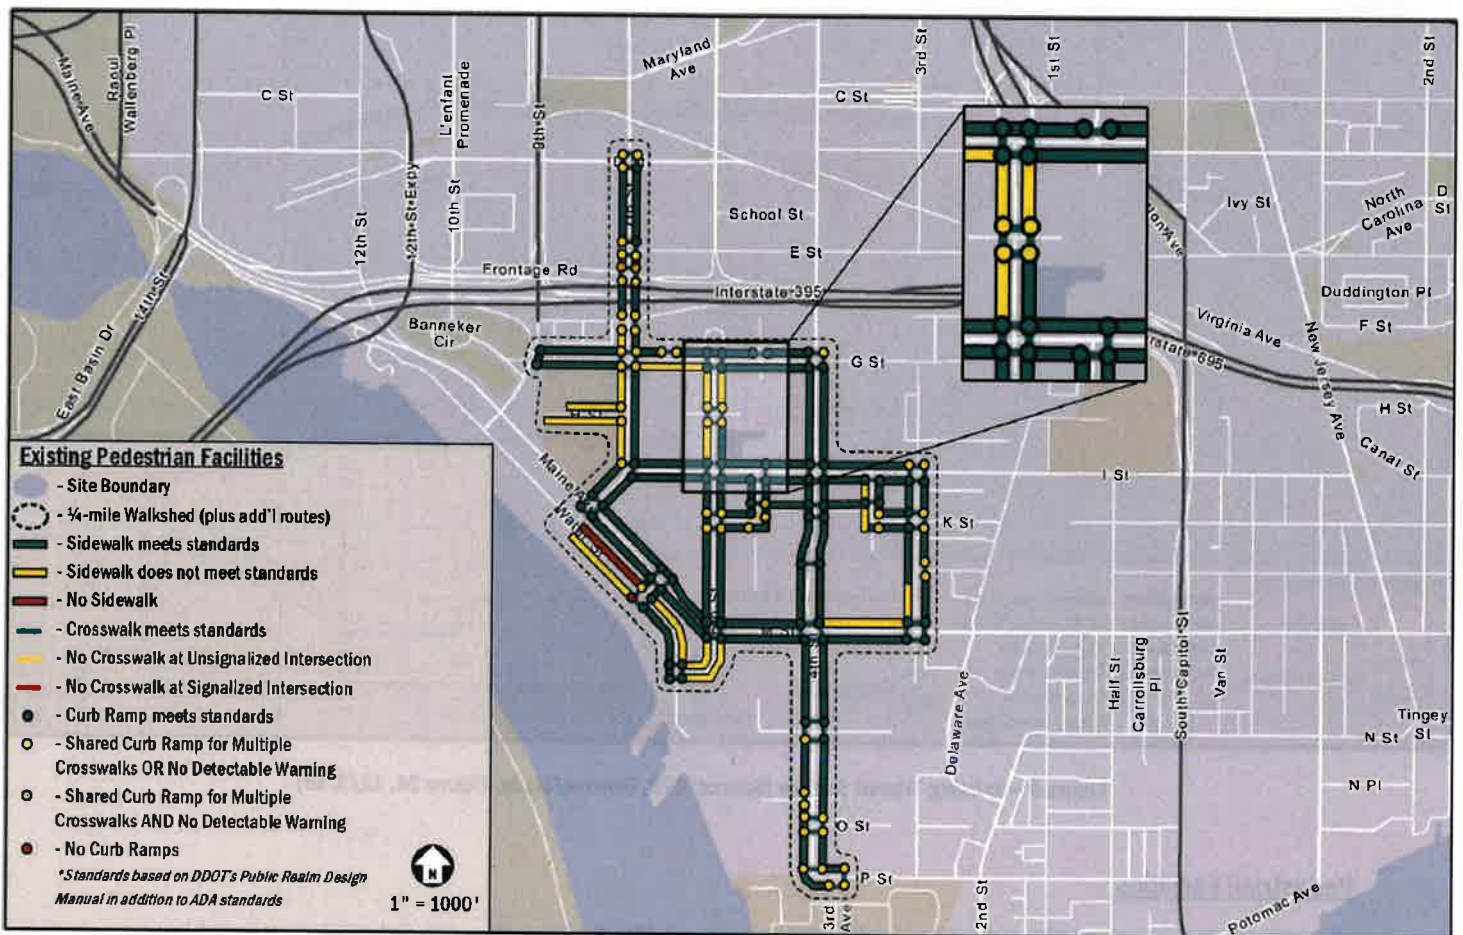 Maine Ave
Raoul
Wallenberg Pl
C St
L'enfant
Promenade
9th St
Maryland
Ave
C St
3rd St
1st St
2nd St
12th St
12th St Expy
10th St
School St
E St
Ivy St
North
Carolina
Ave
D
St
14th St
East Basin Dr
Frontage Rd
Interstate 395
Banneker
Cir
Duddington Pl
F St
Virginia Ave
New Jersey Ave
G St
H St
Canal St
Existing Pedestrian Facilities
- Site Boundary
- ¼-mile Walkshed (plus add'l routes)
- Sidewalk meets standards
- Sidewalk does not meet standards
- No Sidewalk
- Crosswalk meets standards
- No Crosswalk at Unsignalized Intersection
- No Crosswalk at Signalized Intersection
- Curb Ramp meets standards
- Shared Curb Ramp for Multiple
Crosswalks OR No Detectable Warning
- Shared Curb Ramp for Multiple
Crosswalks AND No Detectable Warning
- No Curb Ramps
*Standards based on DDOT's Public Realm Design
Manual in addition to ADA standards
N
1" = 1000'
I St
K St
M St
4th St
Delaware Ave
Half St
Carrollsburg
Pl
South Capitol St
Van St
Tingey
St
N St
N Pl
O St
P St
3rd
Ave
2nd St
Potomac Ave